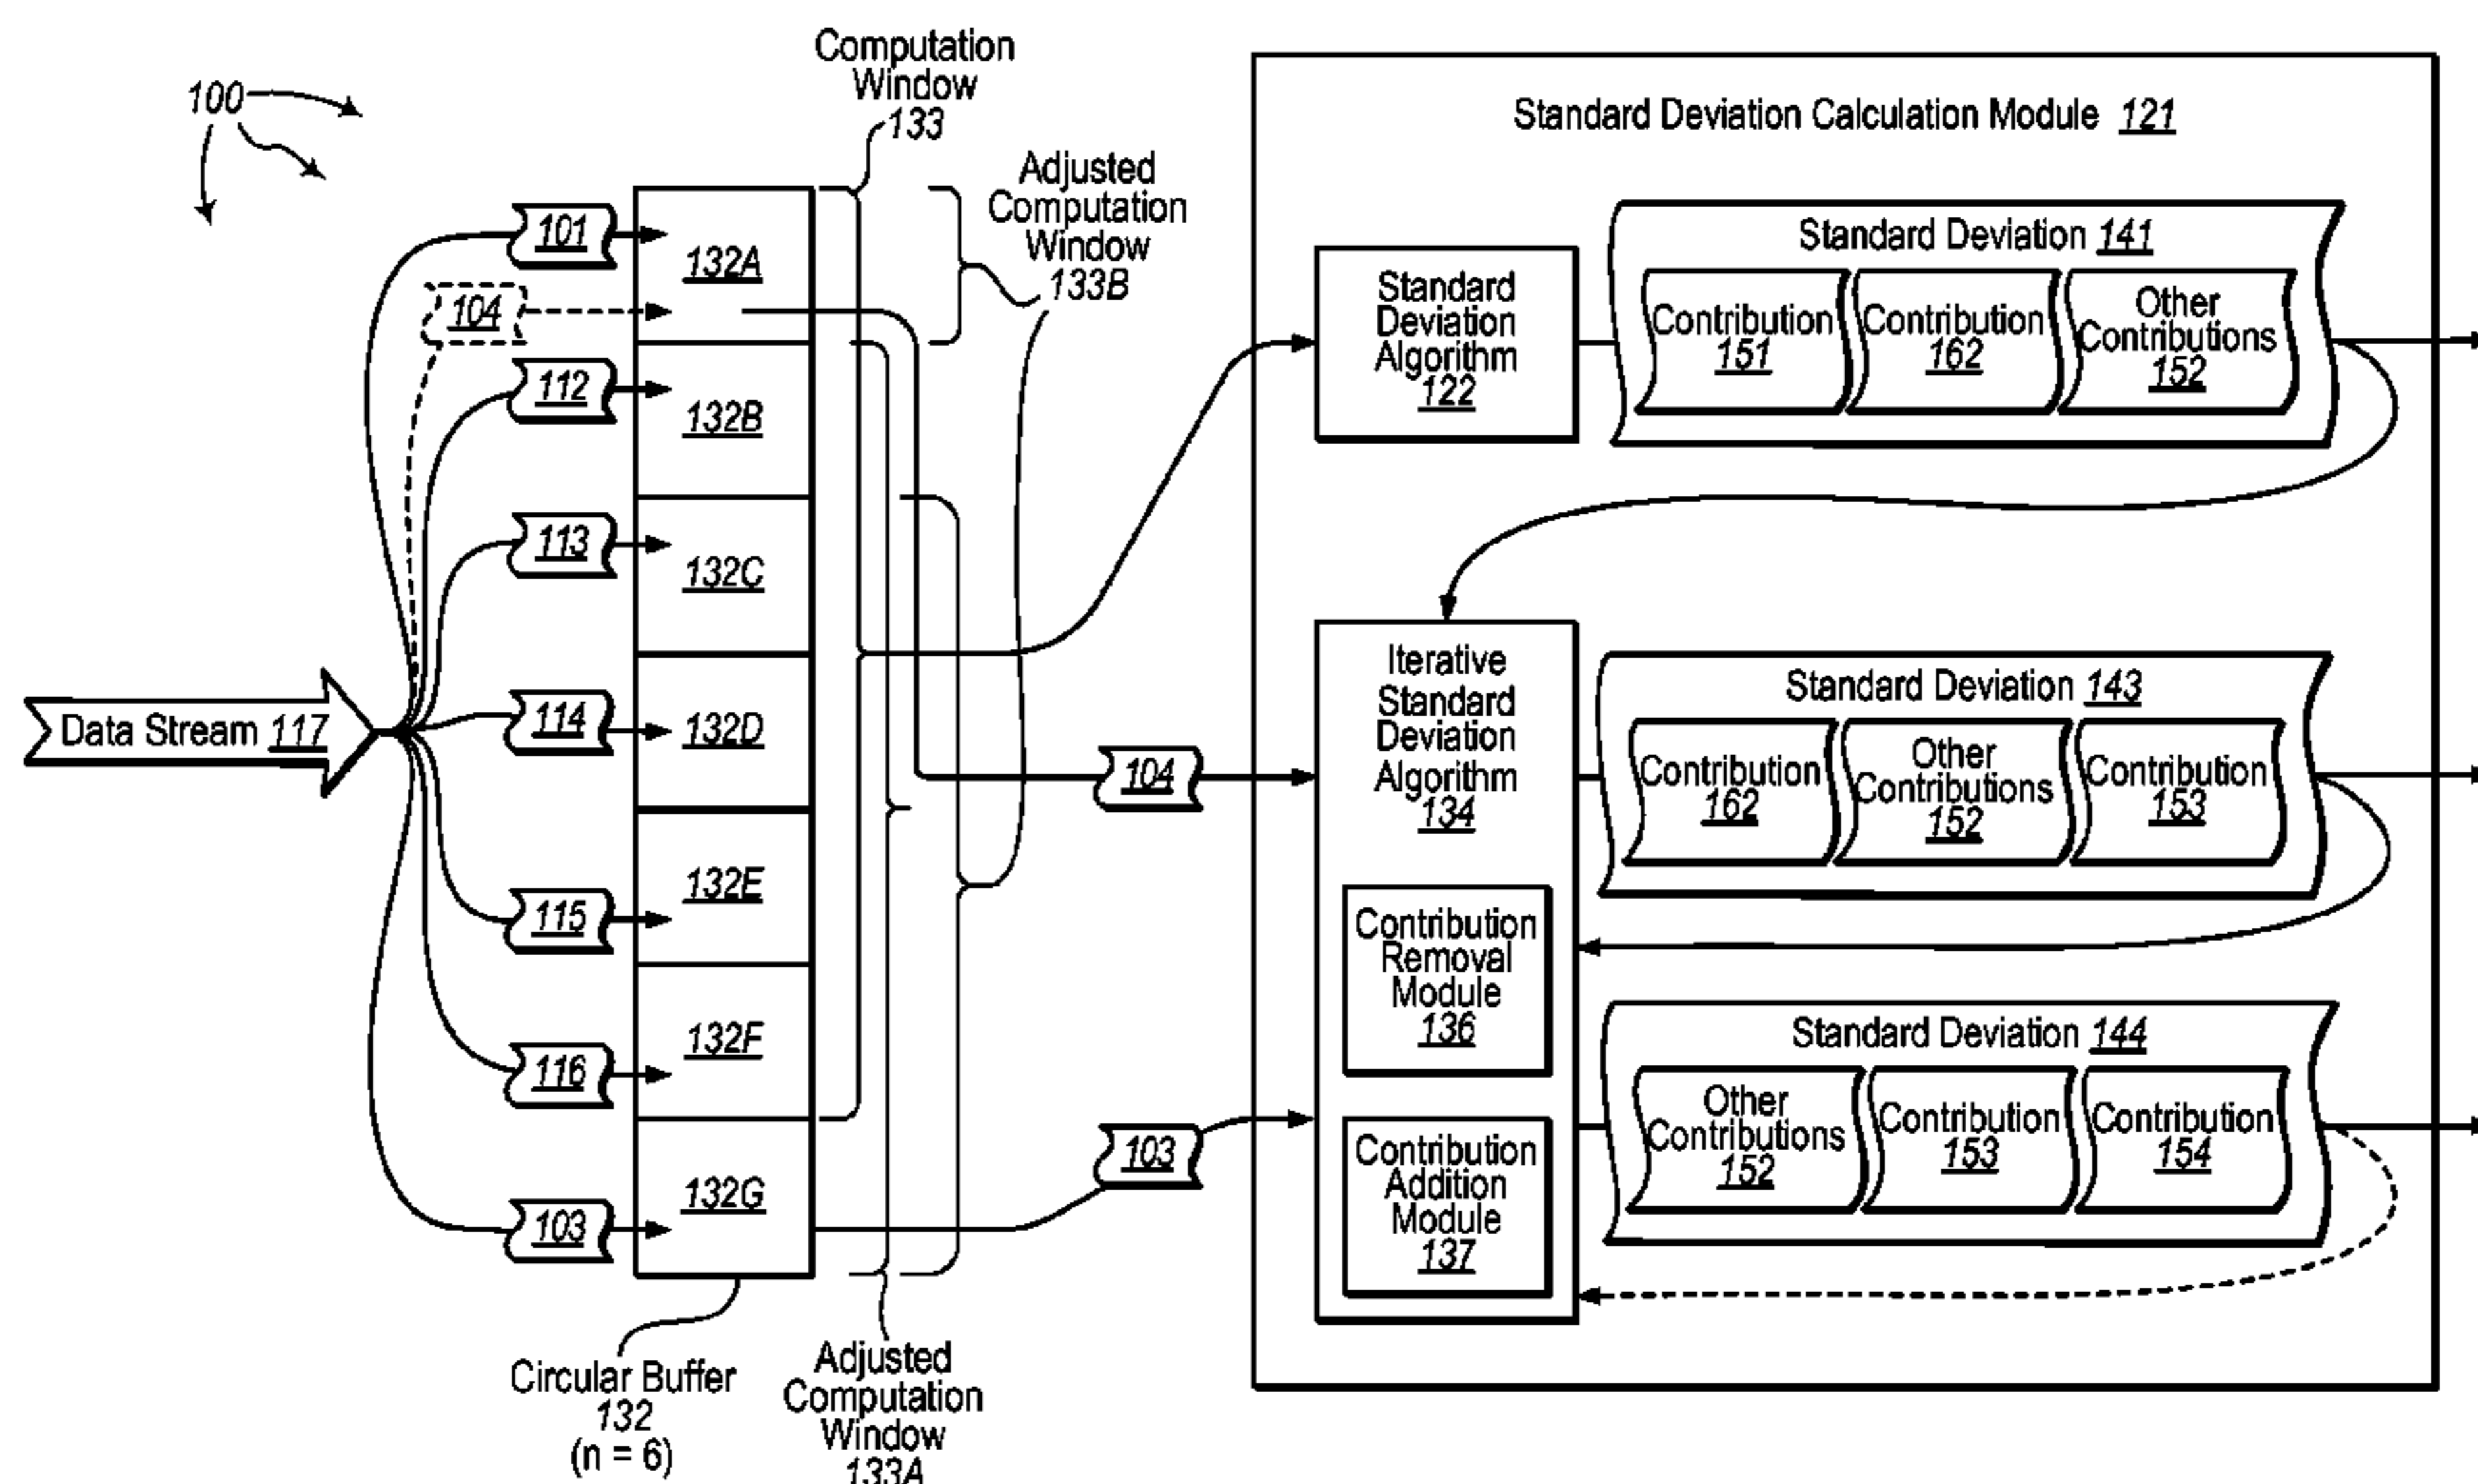 100
Computation
Window
133
Adjusted
Computation
Window
133B
101
104
112
113
114
115
116
103
132A
132B
132C
132D
132E
132F
132G
Data Stream 117
Circular Buffer
132
(n = 6)
Adjusted
Computation
Window
133A
104
103
Standard Deviation Calculation Module 121
Standard
Deviation
Algorithm
122
Standard Deviation 141
Contribution
151
Contribution
162
Other
Contributions
152
Iterative
Standard
Deviation
Algorithm
134
Contribution
Removal
Module
136
Contribution
Addition
Module
137
Standard Deviation 143
Contribution
162
Other
Contributions
152
Contribution
153
Standard Deviation 144
Other
Contributions
152
Contribution
153
Contribution
154